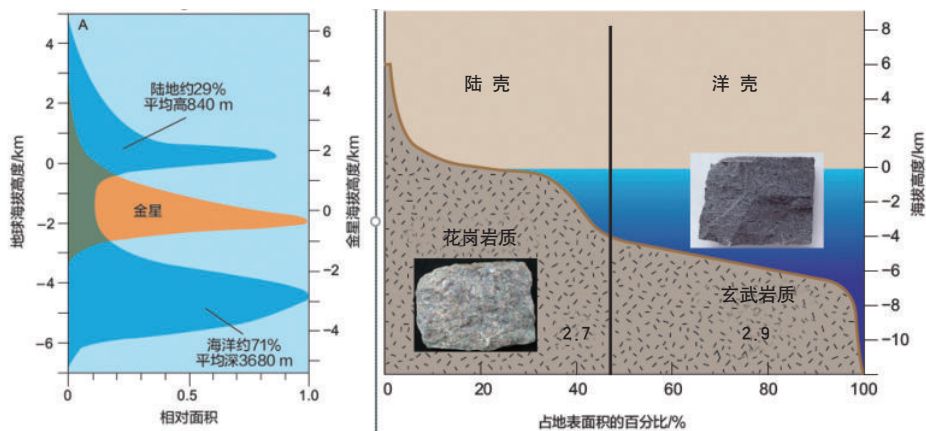 A
4
2
0
-2
-4
-6
地球海拔高度/km
陆地约29%
平均高840 m
金星
海洋约71%
平均深3680 m
0
0.5
1.0
相对面积
6
4
2
0
-2
-4
金星海拔高度/km
陆 壳
洋 壳
花岗岩质
2.7
玄武岩质
2.9
0
20
40
60
80
100
占地表面积的百分比/%
8
6
4
2
0
-2
-4
-6
-8
-10
海拔高度/km